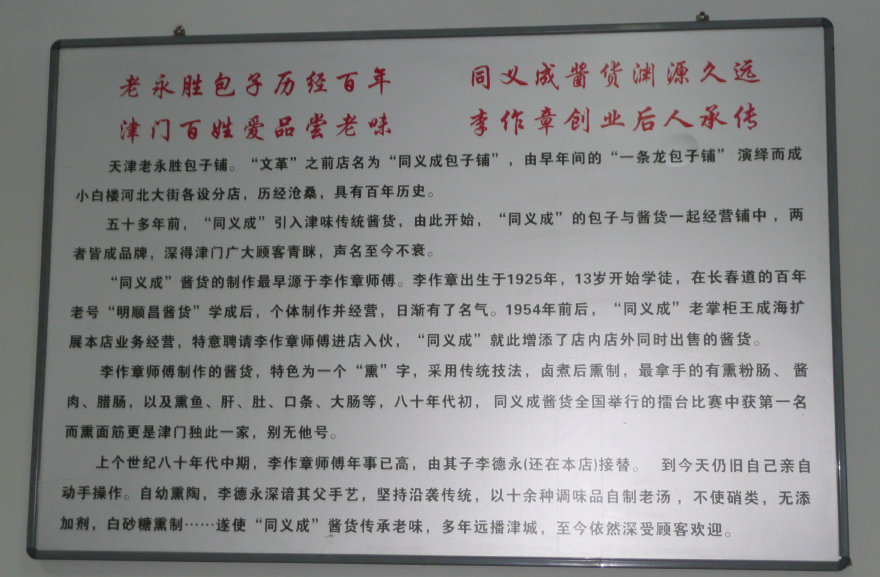 老永胜包子历经百年 同义成酱货渊源久远
津门百姓爱品尝老味 李作章创业后人承传
天津老永胜包子铺。“文革”之前店名为“同义成包子铺”,由早年间的“一条龙包子铺”演绎而成
小白楼河北大街各设分店,历经沧桑,具有百年历史。
五十多年前,“同义成”引入津味传统酱货,由此开始,“同义成”的包子与酱货一起经营铺中,两
者皆成品牌,深得津门广大顾客青睐,声名至今不衰。
“同义成”酱货的制作最早源于李作章师傅。李作章出生于1925年,13岁开始学徒,在长春道的百年
老号“明顺昌酱货”学成后,个体制作并经营,日渐有了名气。1954年前后,“同义成”老掌柜王成海扩
展本店业务经营,特意聘请李作章师傅进店入伙,“同义成”就此增添了店内店外同时出售的酱货。
李作章师傅制作的酱货,特色为一个“熏”字,采用传统技法,卤煮后熏制,最拿手的有熏粉肠、酱
肉、腊肠,以及熏鱼、肝、肚、口条、大肠等,八十年代初,同义成酱货全国举行的擂台比赛中获第一名
而熏面筋更是津门独此一家,别无他号。
上个世纪八十年代中期,李作章师傅年事已高,由其子李德永(还在本店)接替。 到今天仍旧自己亲自
动手操作。自幼熏陶,李德永深谙其父手艺,坚持沿袭传统,以十余种调味品自制老汤,不使硝类,无添
加剂,白砂糖熏制……遂使“同义成”酱货传承老味,多年远播津城,至今依然深受顾客欢迎。